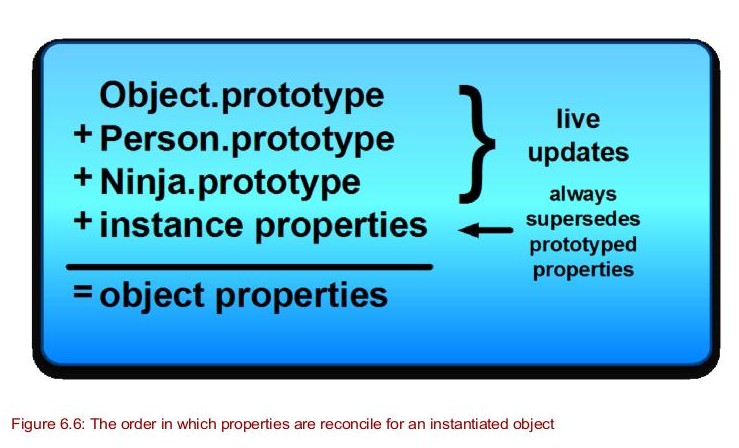 Object.prototype
+ Person.prototype
+ Ninja.prototype
+ instance properties
= object properties
}
live
updates
always
supersedes
prototyped
properties
Figure 6.6: The order in which properties are reconcile for an instantiated object